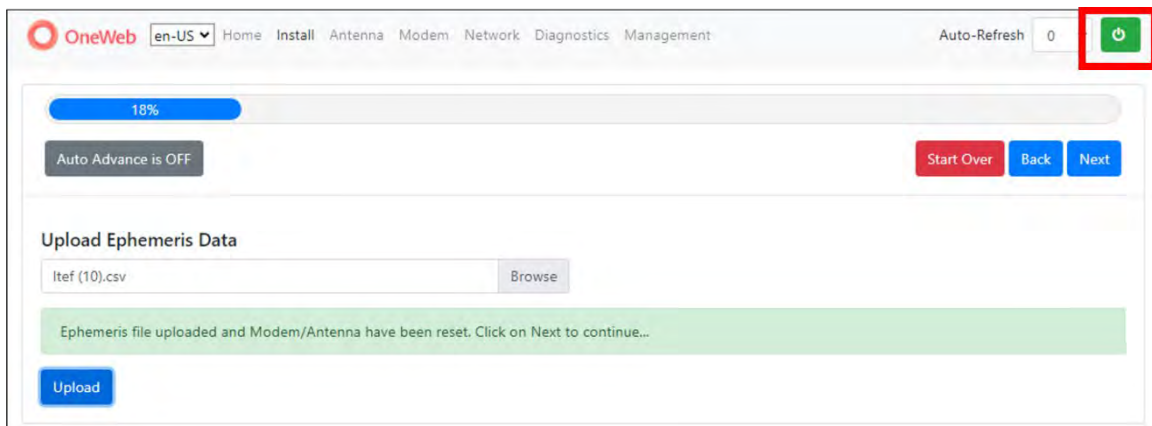 OneWeb en-US Home Install Antenna Modem Network Diagnostics Management Auto-Refresh 0
18%
Auto Advance is OFF Start Over Back Next
Upload Ephemeris Data
ltef (10).csv Browse
Ephemeris file uploaded and Modem/Antenna have been reset. Click on Next to continue...
Upload